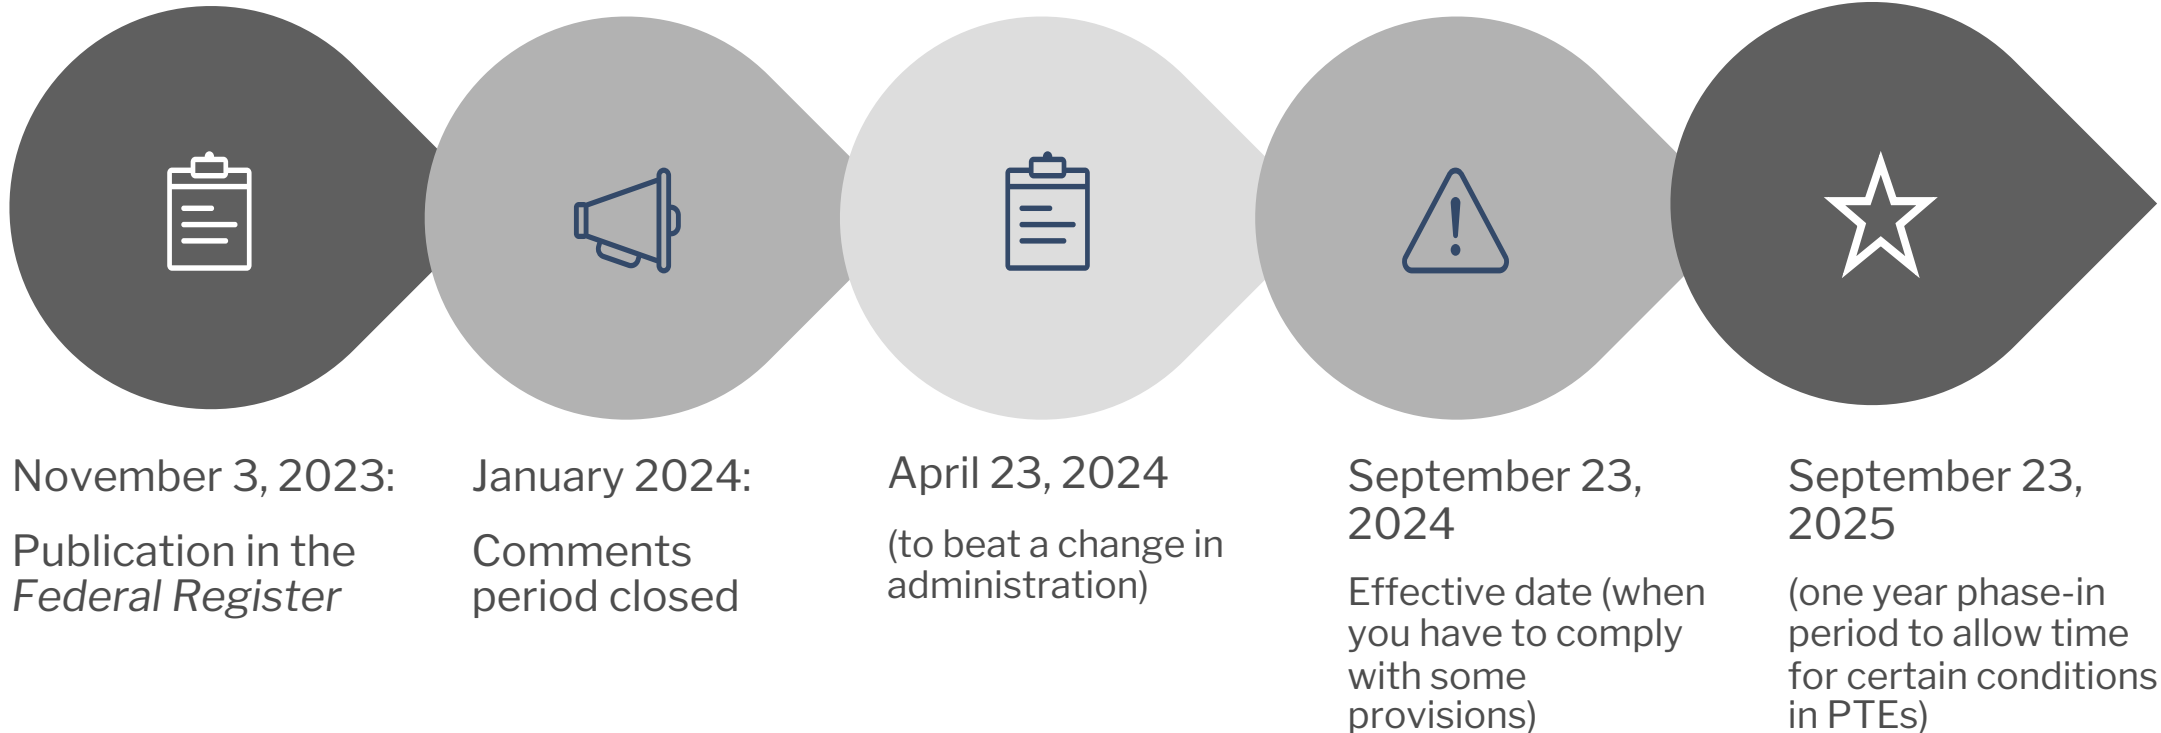 November 3, 2023:
Publication in the
Federal Register
January 2024:
Comments
period closed
April 23, 2024
(to beat a change in
administration)
September 23,
2024
Effective date (when
you have to comply
with some
provisions)
September 23,
2025
(one year phase-in
period to allow time
for certain conditions
in PTEs)